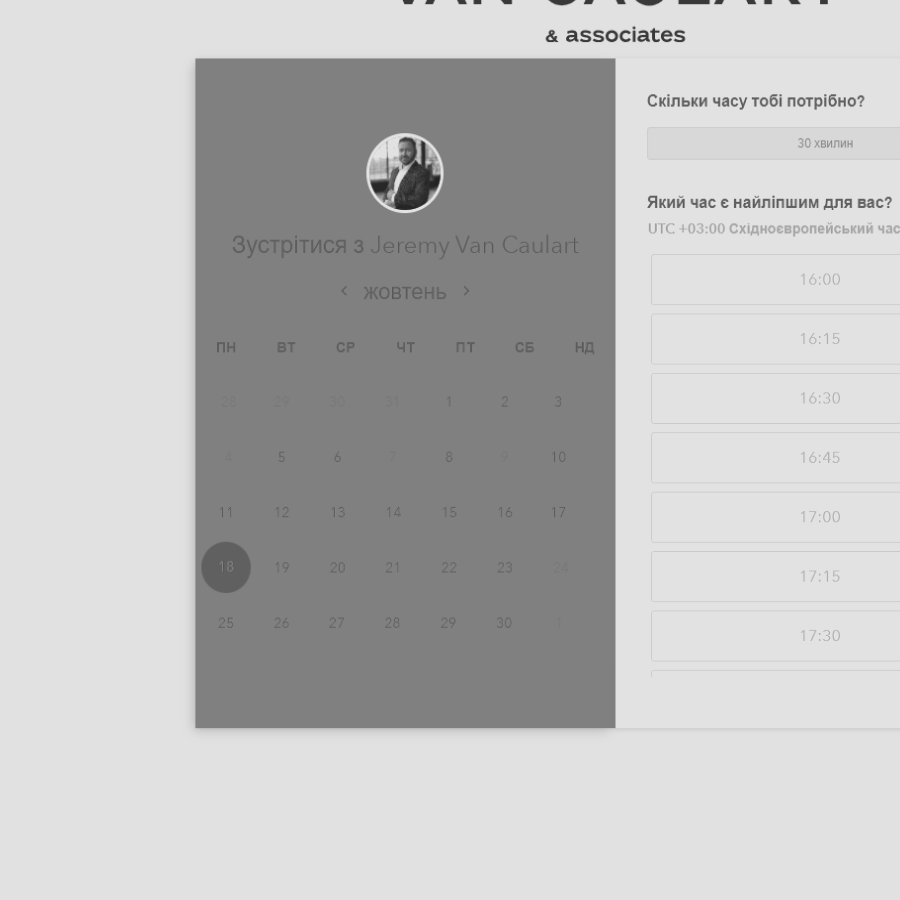 VAN CAULART
& associates
Зустрітися з Jeremy Van Caulart
жовтень
ПН ВТ СР ЧТ ПТ СБ НД
28 29 30 31 1 2 3
4 5 6 7 8 9 10
11 12 13 14 15 16 17
18 19 20 21 22 23 24
25 26 27 28 29 30 1
Скільки часу тобі потрібно?
30 хвилин
Який час є найліпшим для вас?
UTC +03:00 Східноєвропейський час
16:00
16:15
16:30
16:45
17:00
17:15
17:30